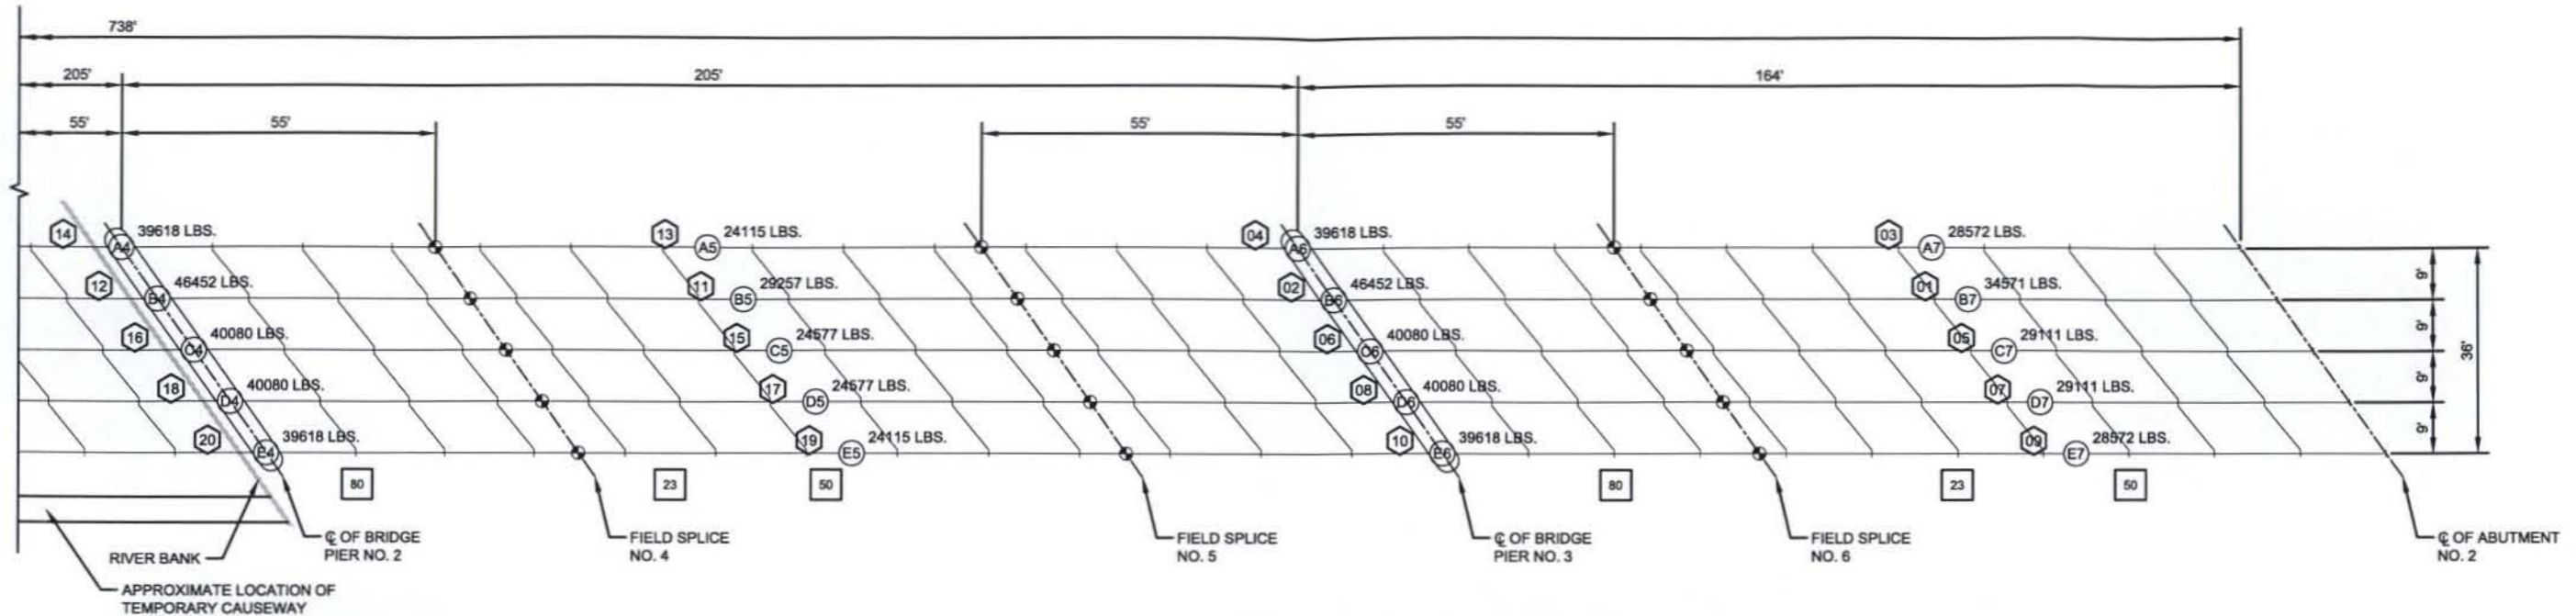 738'
205'
205'
164'
55'
55'
55'
55'
14
A4
39618 LBS.
13
A5
24115 LBS.
04
A6
39618 LBS.
03
A7
28572 LBS.
12
B4
46452 LBS.
11
B5
29257 LBS.
02
B6
46452 LBS.
01
B7
34571 LBS.
9'
16
C4
40080 LBS.
15
C5
24577 LBS.
06
C6
40080 LBS.
05
C7
29111 LBS.
9'
36'
18
D4
40080 LBS.
17
D5
24577 LBS.
08
D6
40080 LBS.
07
D7
29111 LBS.
9'
20
E4
39618 LBS.
19
E5
24115 LBS.
10
E6
39618 LBS.
09
E7
28572 LBS.
9'
80
23
50
80
23
50
RIVER BANK
℄ OF BRIDGE
PIER NO. 2
FIELD SPLICE
NO. 4
FIELD SPLICE
NO. 5
℄ OF BRIDGE
PIER NO. 3
FIELD SPLICE
NO. 6
℄ OF ABUTMENT
NO. 2
APPROXIMATE LOCATION OF
TEMPORARY CAUSEWAY